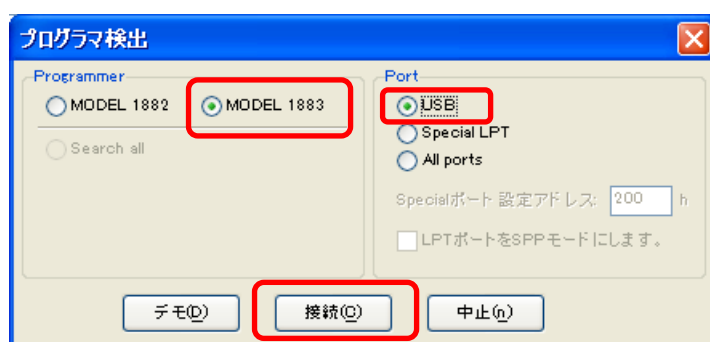 プログラマ検出
Programmer
MODEL 1882
MODEL 1883
Search all
Port
USB
Special LPT
All ports
Specialポート 設定アドレス: 200 h
LPTポートをSPPモードにします。
デモ(D)
接続(C)
中止(n)